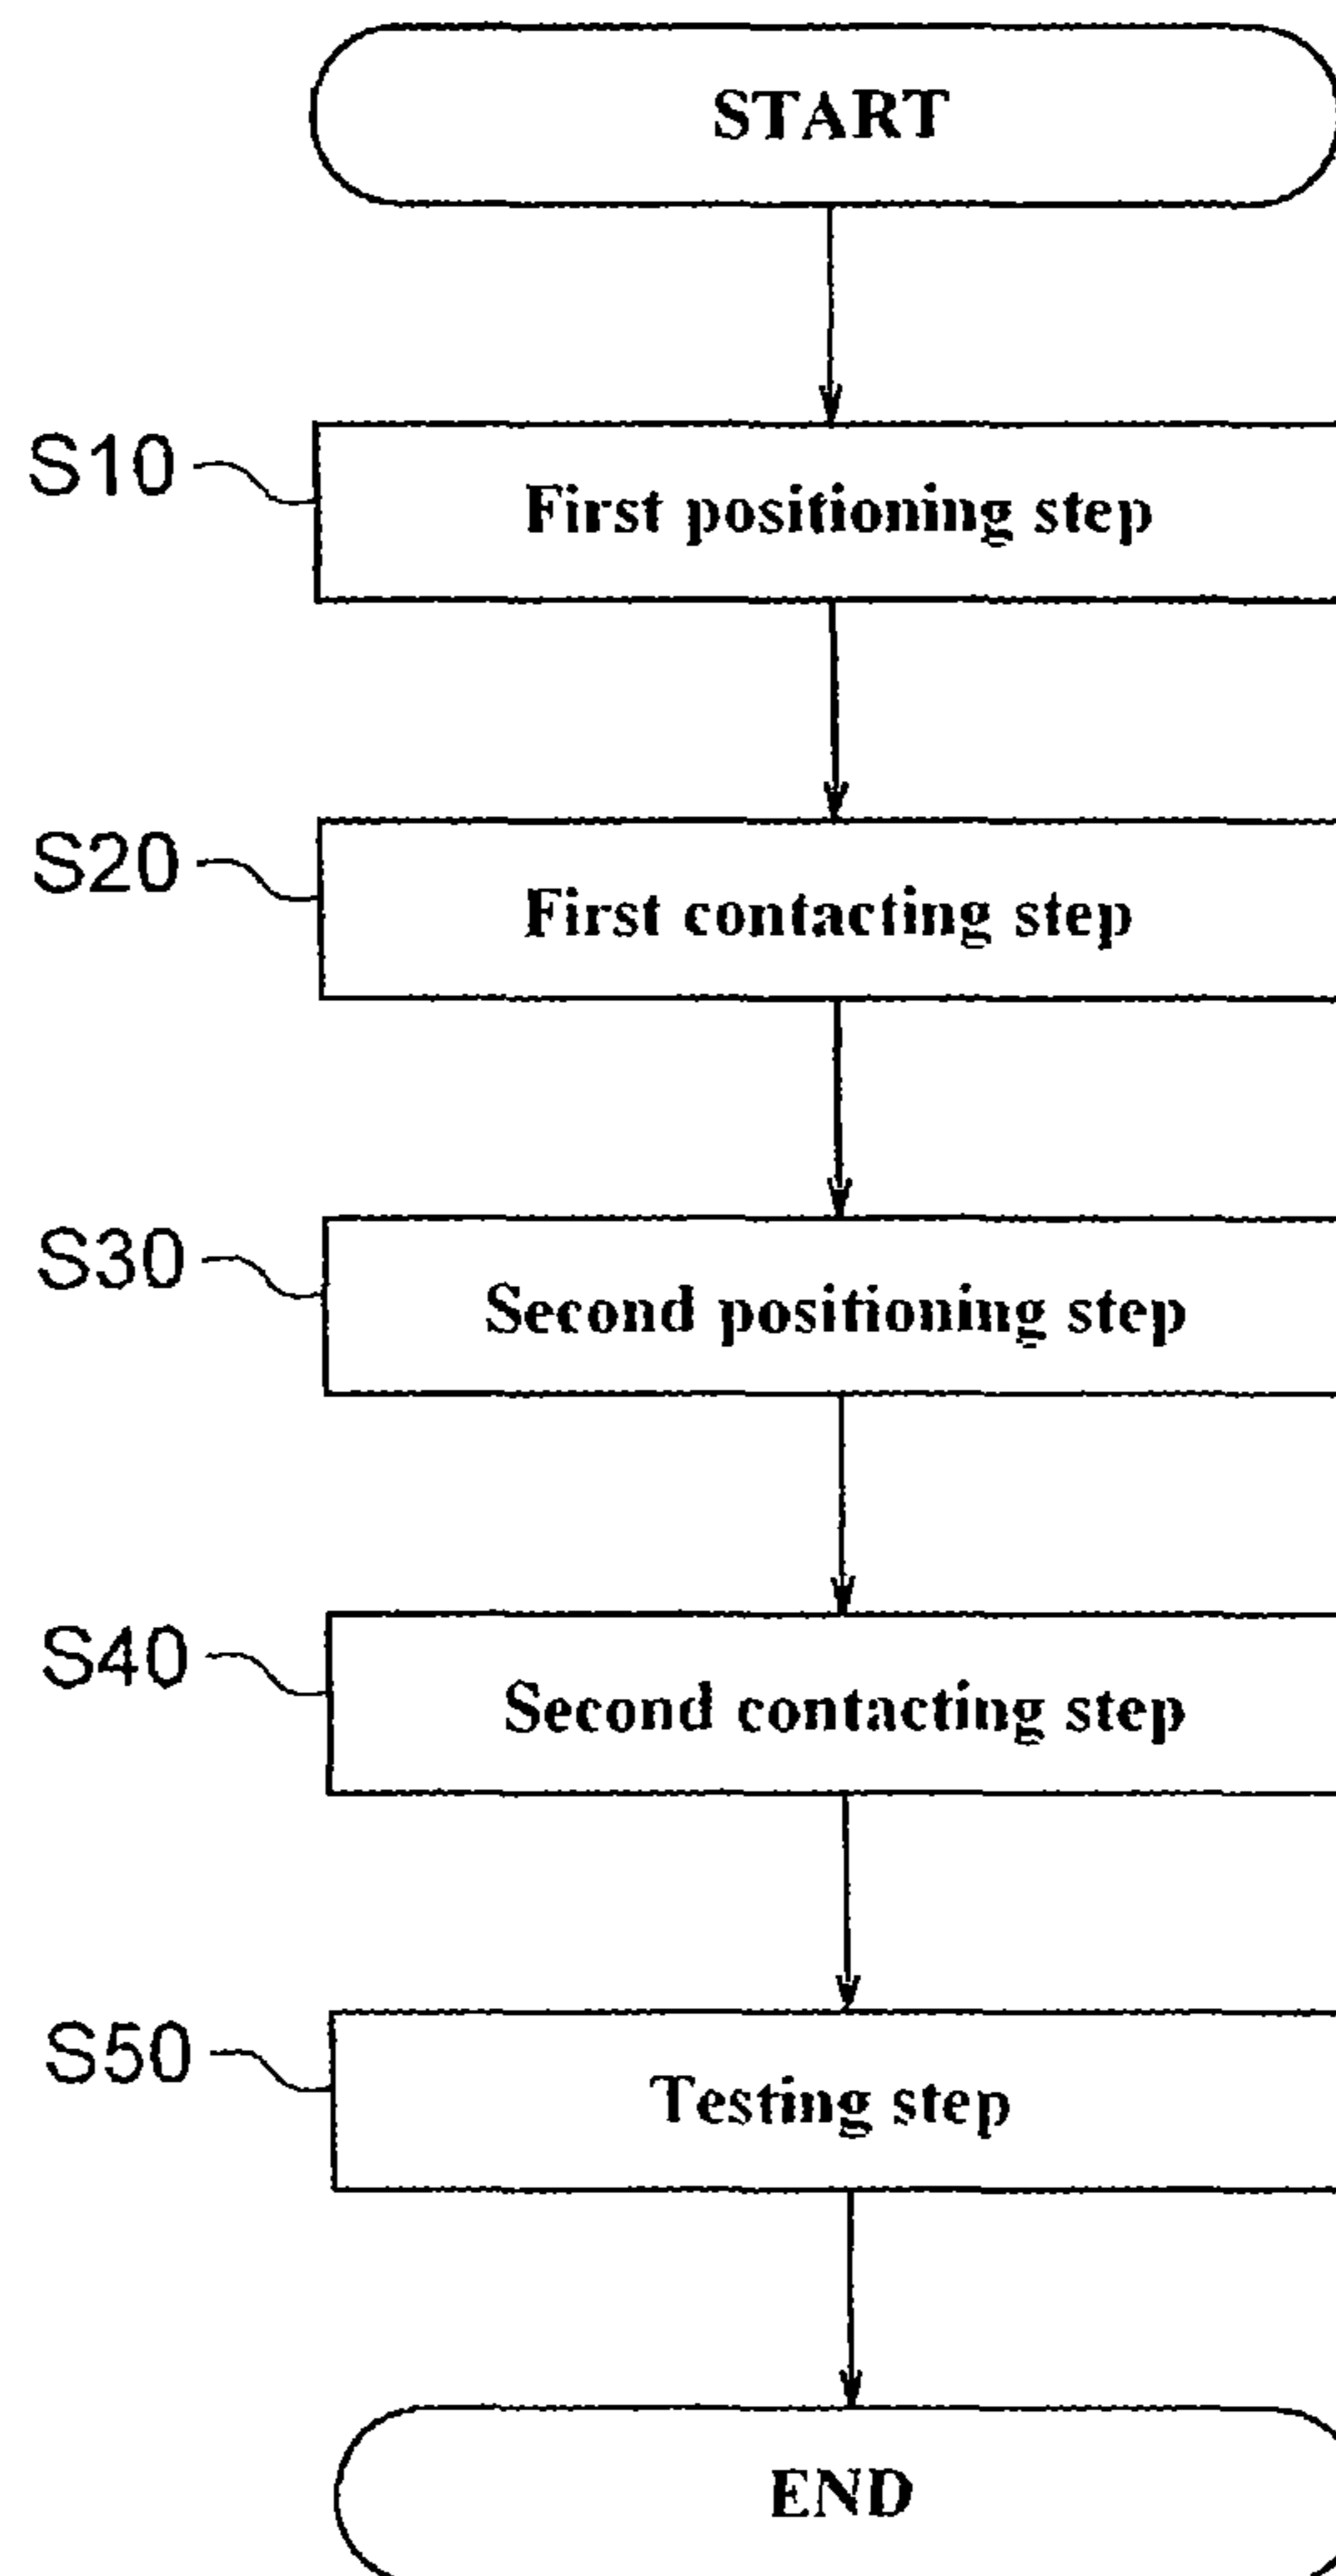 START
S10
First positioning step
S20
First contacting step
S30
Second positioning step
S40
Second contacting step
S50
Testing step
END